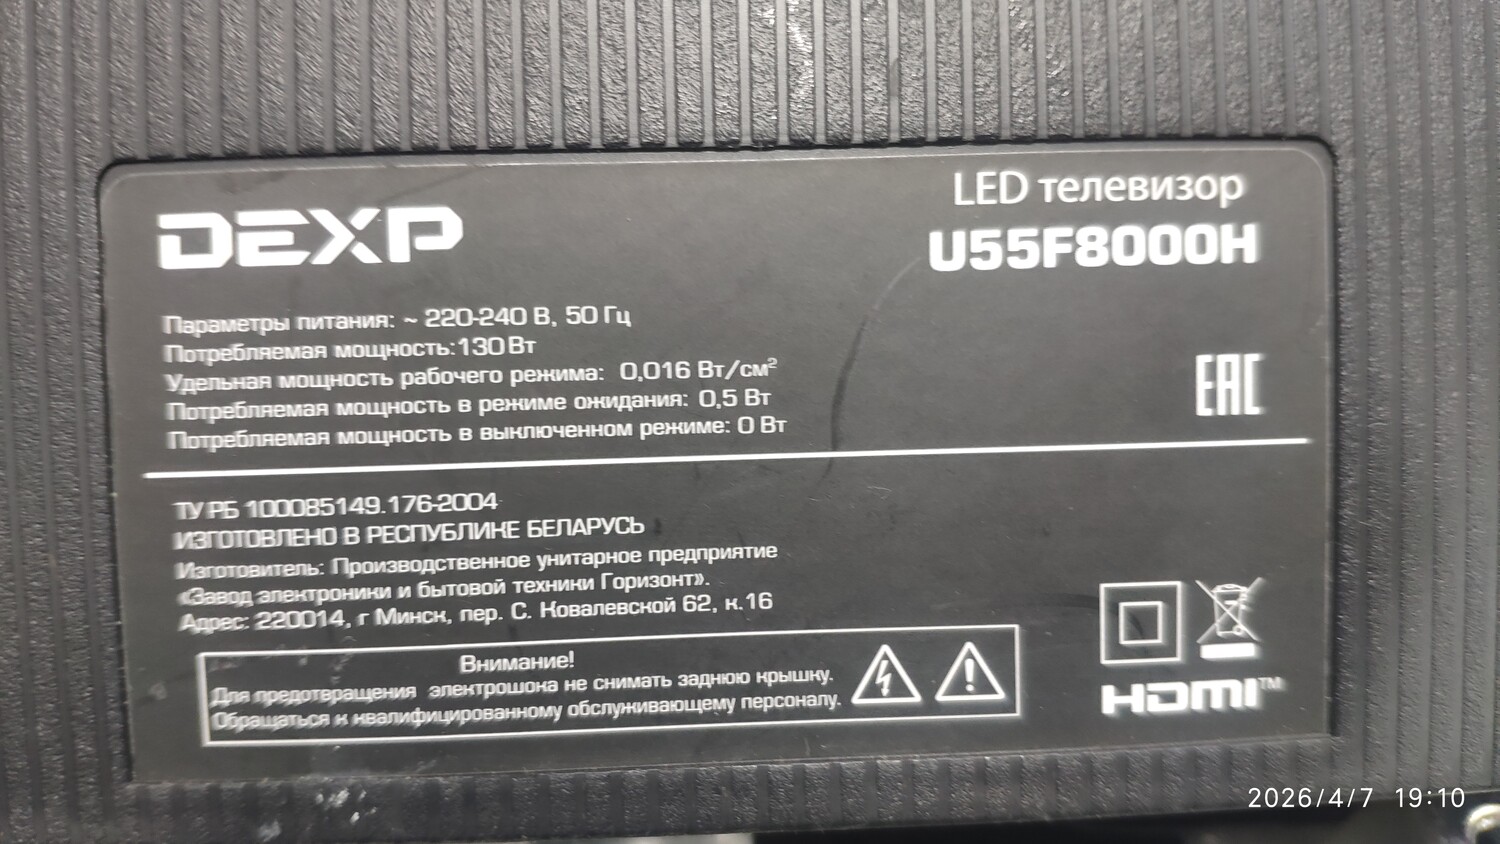 LED телевизор
DEXP
U55F8000H
Параметры питания: ~ 220-240 В, 50 Гц
Потребляемая мощность:130 Вт
Удельная мощность рабочего режима: 0,016 Вт/см²
Потребляемая мощность в режиме ожидания: 0,5 Вт
Потребляемая мощность в выключенном режиме: 0 Вт
EAC
ТУ РБ 100085149.176-2004
ИЗГОТОВЛЕНО В РЕСПУБЛИКЕ БЕЛАРУСЬ
Изготовитель: Производственное унитарное предприятие
«Завод электроники и бытовой техники Горизонт».
Адрес: 220014, г Минск, пер. С. Ковалевской 62, к.16
Внимание!
Для предотвращения электрошока не снимать заднюю крышку.
Обращаться к квалифицированному обслуживающему персоналу.
HDMI™
2026/4/7 19:10